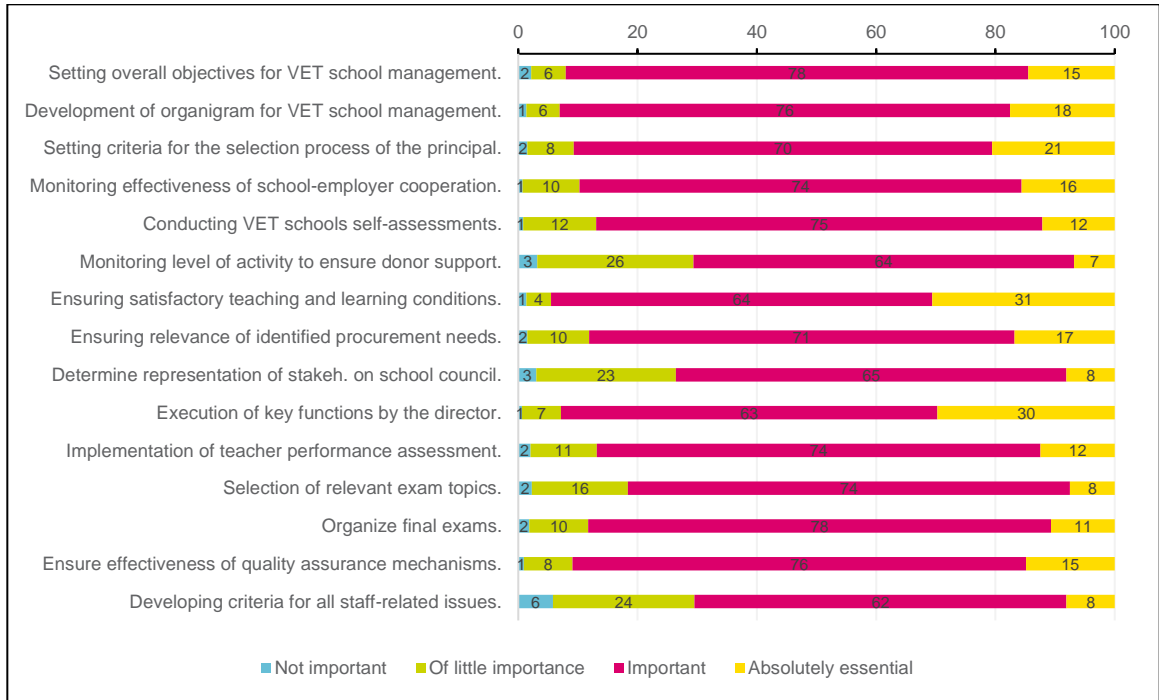 0 20 40 60 80 100
Setting overall objectives for VET school management. 2 6 78 15
Development of organigram for VET school management. 1 6 76 18
Setting criteria for the selection process of the principal. 2 8 70 21
Monitoring effectiveness of school-employer cooperation. 1 10 74 16
Conducting VET schools self-assessments. 1 12 75 12
Monitoring level of activity to ensure donor support. 3 26 64 7
Ensuring satisfactory teaching and learning conditions. 1 4 64 31
Ensuring relevance of identified procurement needs. 2 10 71 17
Determine representation of stakeh. on school council. 3 23 65 8
Execution of key functions by the director. 1 7 63 30
Implementation of teacher performance assessment. 2 11 74 12
Selection of relevant exam topics. 2 16 74 8
Organize final exams. 2 10 78 11
Ensure effectiveness of quality assurance mechanisms. 1 8 76 15
Developing criteria for all staff-related issues. 6 24 62 8
Not important Of little importance Important Absolutely essential